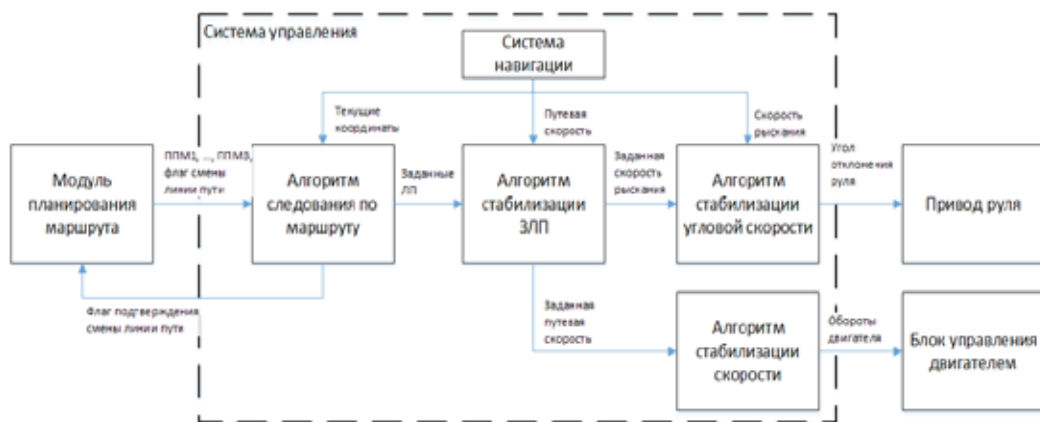 Система управления
Система
навигации
Текущие
координаты
Путевая
скорость
Скорость
рыскания
ППМ1, ..., ППМ3,
флаг смены
линии пути
Заданные
ЛП
Заданная
скорость
рыскания
Угол
отклонения
руля
Модуль
планирования
маршрута
Алгоритм
следования по
маршруту
Алгоритм
стабилизации
ЗЛП
Алгоритм
стабилизации
угловой скорости
Привод руля
Флаг подтверждения
смены линии пути
Заданная
путевая
скорость
Алгоритм
стабилизации
скорости
Обороты
двигателя
Блок управления
двигателем